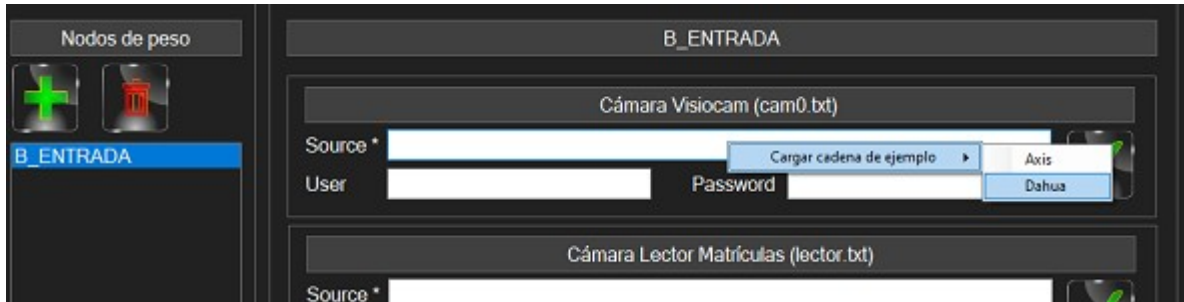 Nodos de peso
B_ENTRADA
B_ENTRADA
Cámara Visiocam (cam0.txt)
Source *
Cargar cadena de ejemplo
Axis
Dahua
User
Password
Cámara Lector Matrículas (lector.txt)
Source *